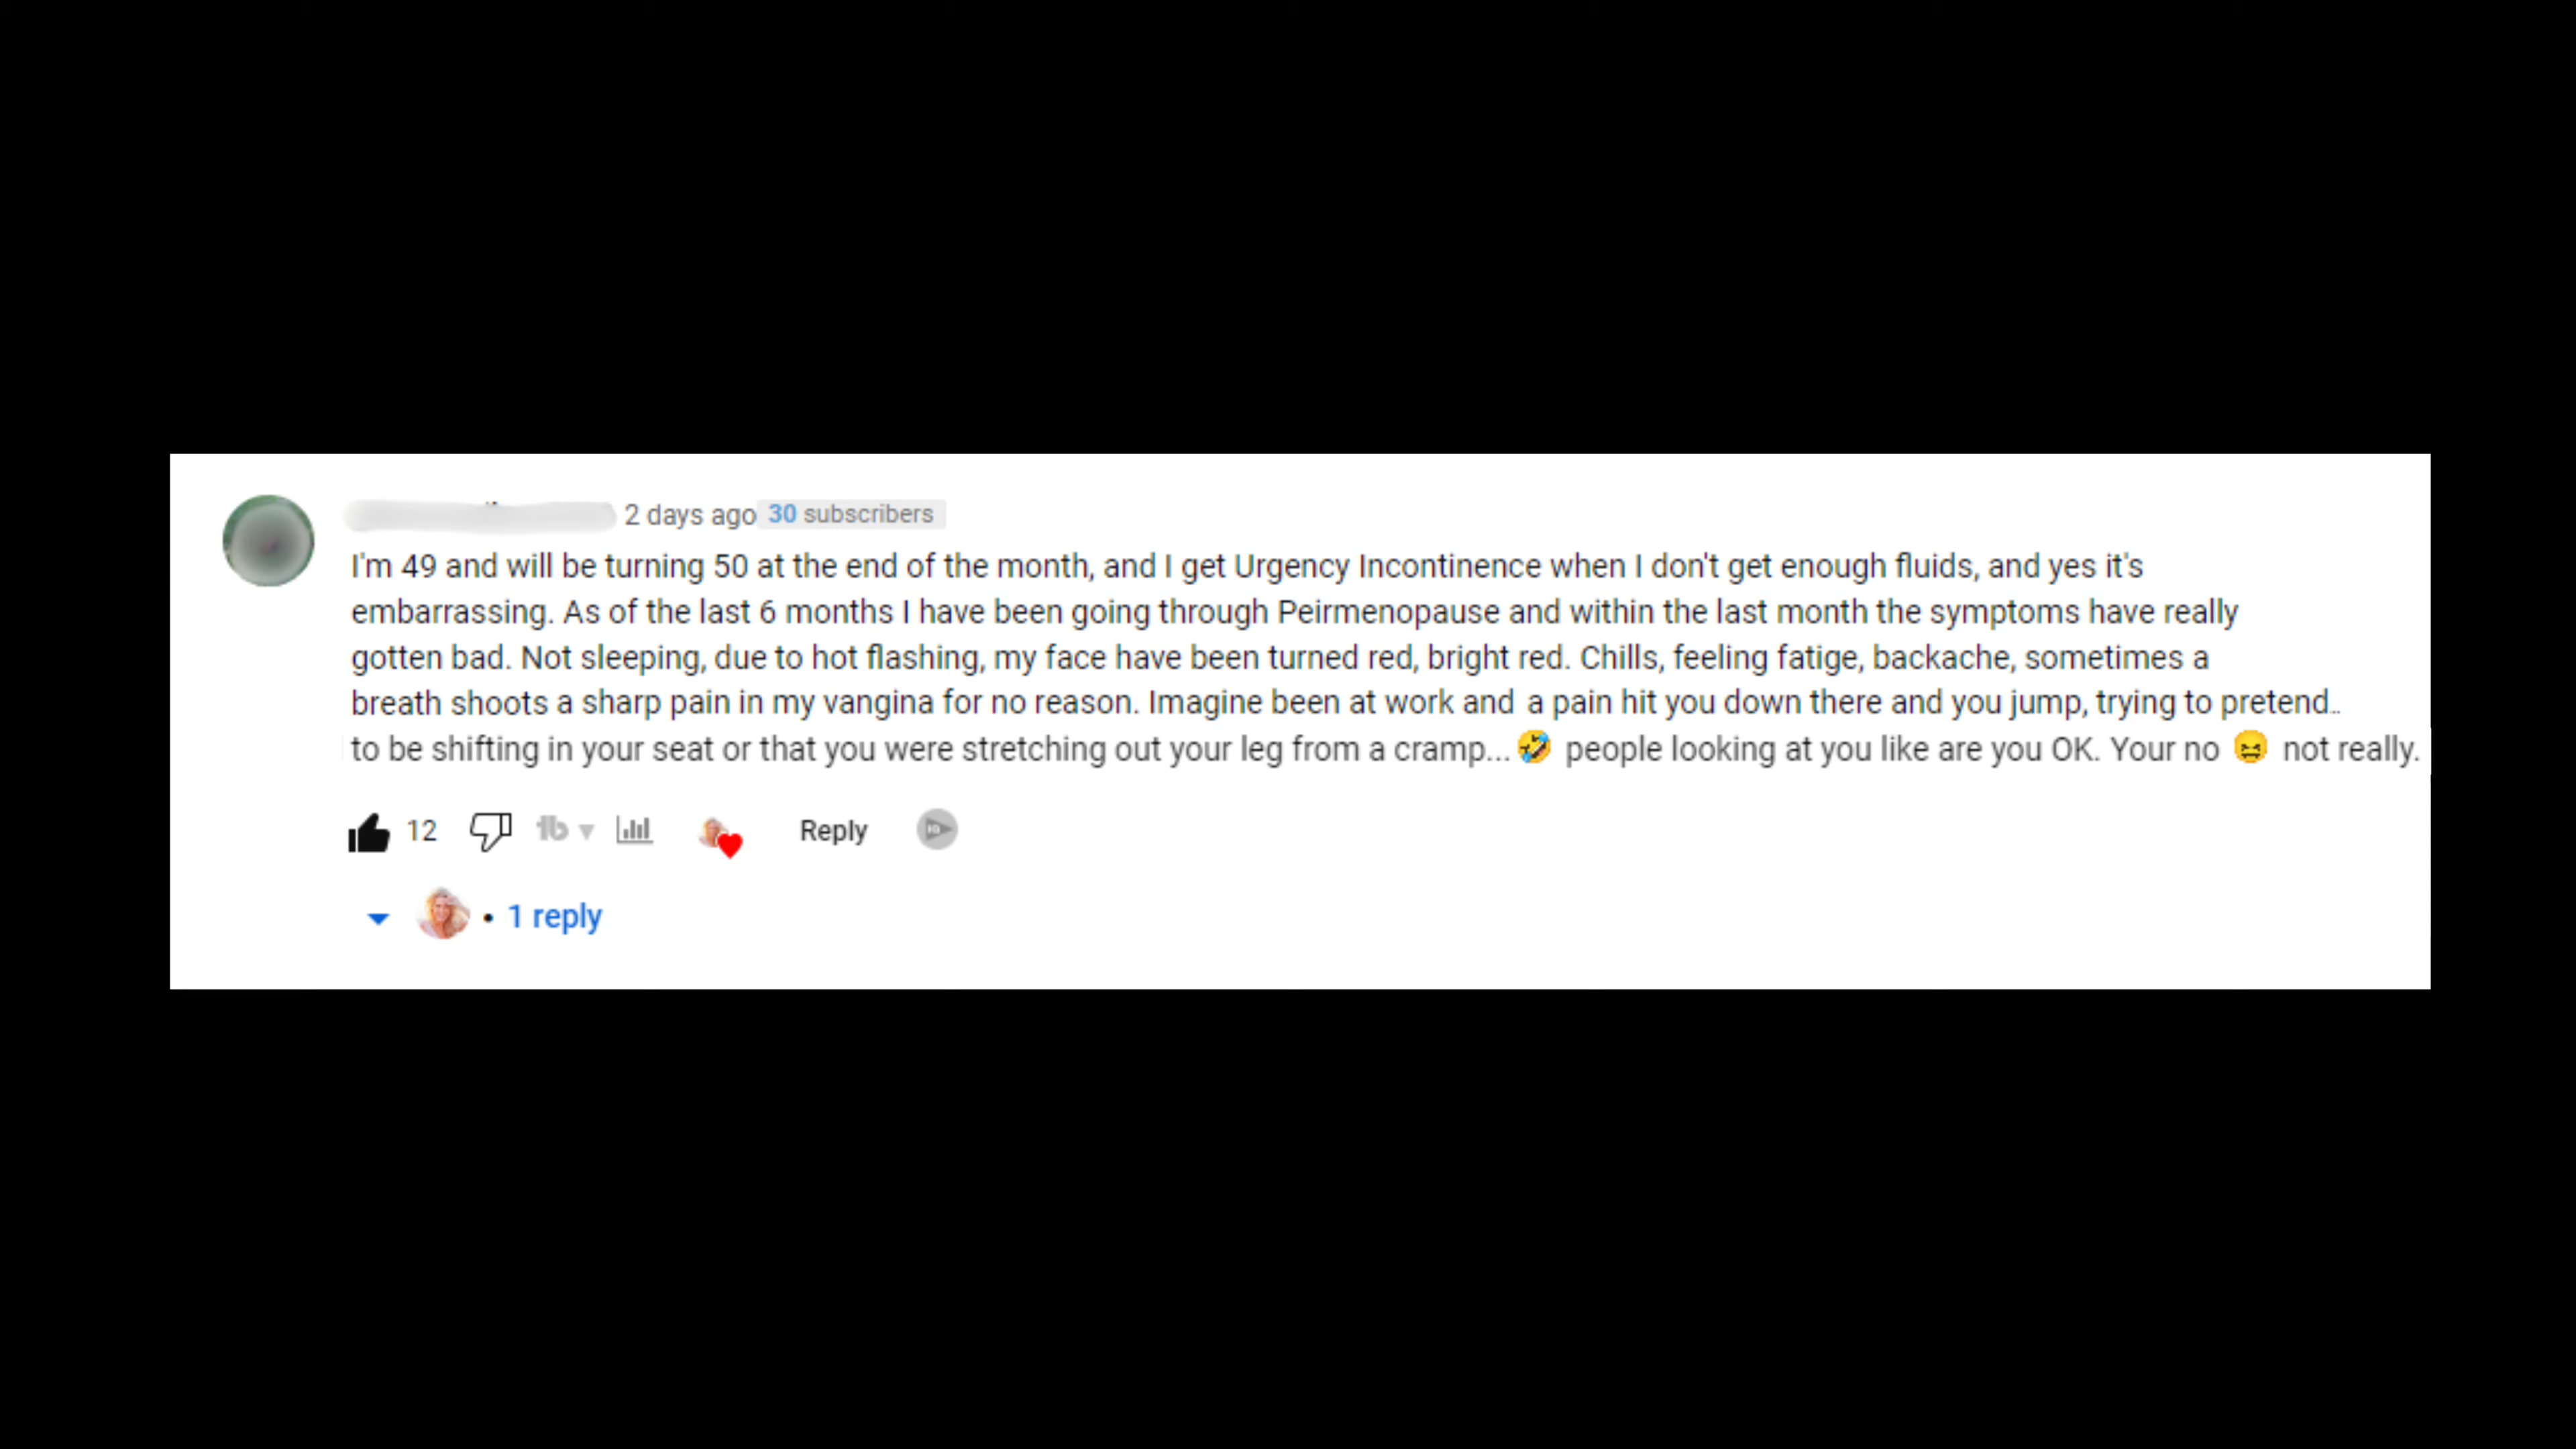 2 days ago 30 subscribers
I'm 49 and will be turning 50 at the end of the month, and I get Urgency Incontinence when I don't get enough fluids, and yes it's
embarrassing. As of the last 6 months I have been going through Peirmenopause and within the last month the symptoms have really
gotten bad. Not sleeping, due to hot flashing, my face have been turned red, bright red. Chills, feeling fatige, backache, sometimes a
breath shoots a sharp pain in my vangina for no reason. Imagine been at work and a pain hit you down there and you jump, trying to pretend..
to be shifting in your seat or that you were stretching out your leg from a cramp...🤣 people looking at you like are you OK. Your no 😖 not really.
12 tb Reply
• 1 reply